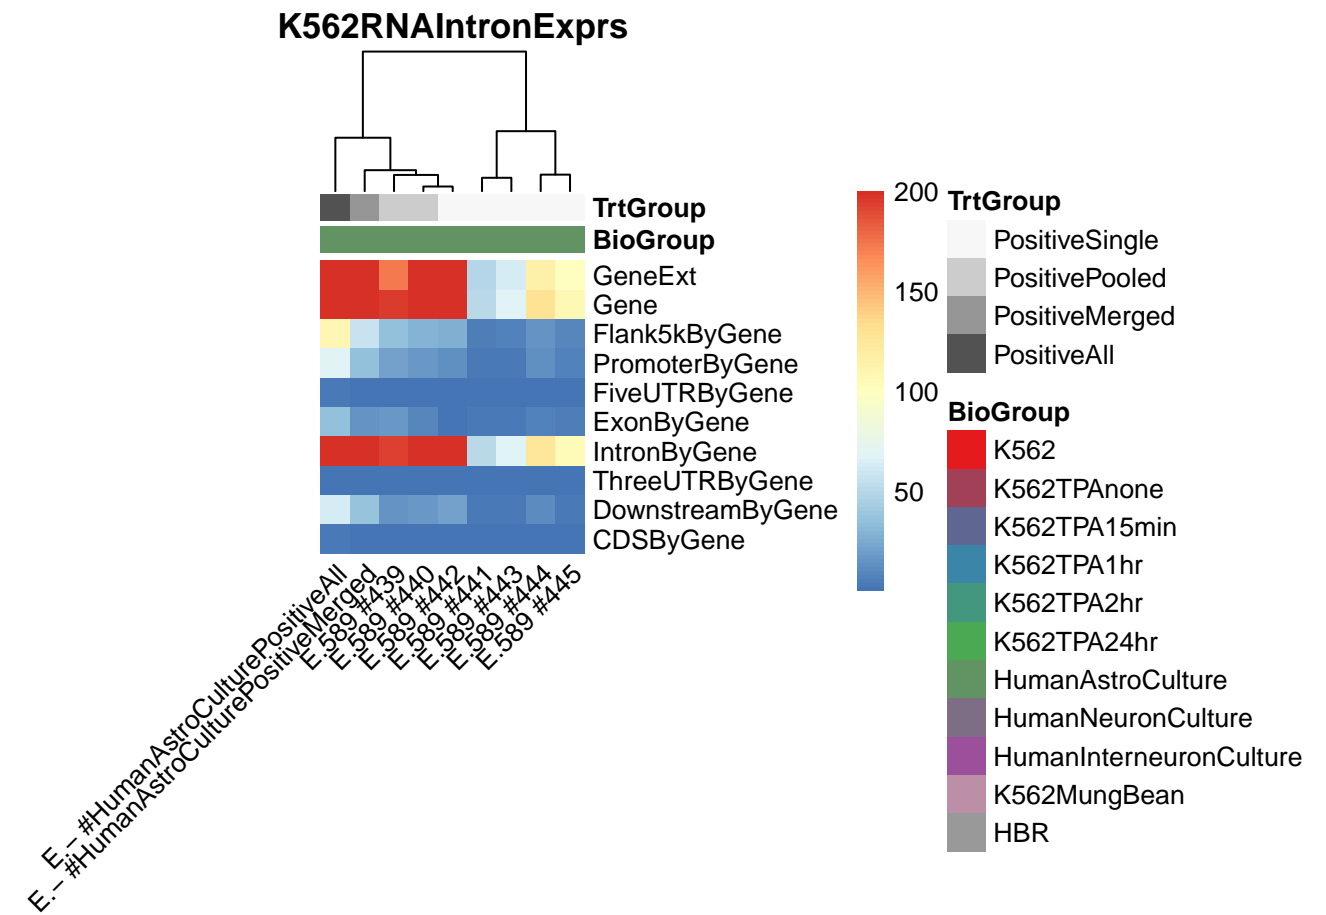 K562RNAIntronExprs
TrtGroup
BioGroup
GeneExt
Gene
Flank5kByGene
PromoterByGene
FiveUTRByGene
ExonByGene
IntronByGene
ThreeUTRByGene
DownstreamByGene
CDSByGene
E. – #HumanAstroCulturePositiveAll
E. – #HumanAstroCulturePositiveMerged
E.589 #439
E.589 #440
E.589 #442
E.589 #441
E.589 #443
E.589 #444
E.589 #445
200
150
100
50
TrtGroup
PositiveSingle
PositivePooled
PositiveMerged
PositiveAll
BioGroup
K562
K562TPAnone
K562TPA15min
K562TPA1hr
K562TPA2hr
K562TPA24hr
HumanAstroCulture
HumanNeuronCulture
HumanInterneuronCulture
K562MungBean
HBR